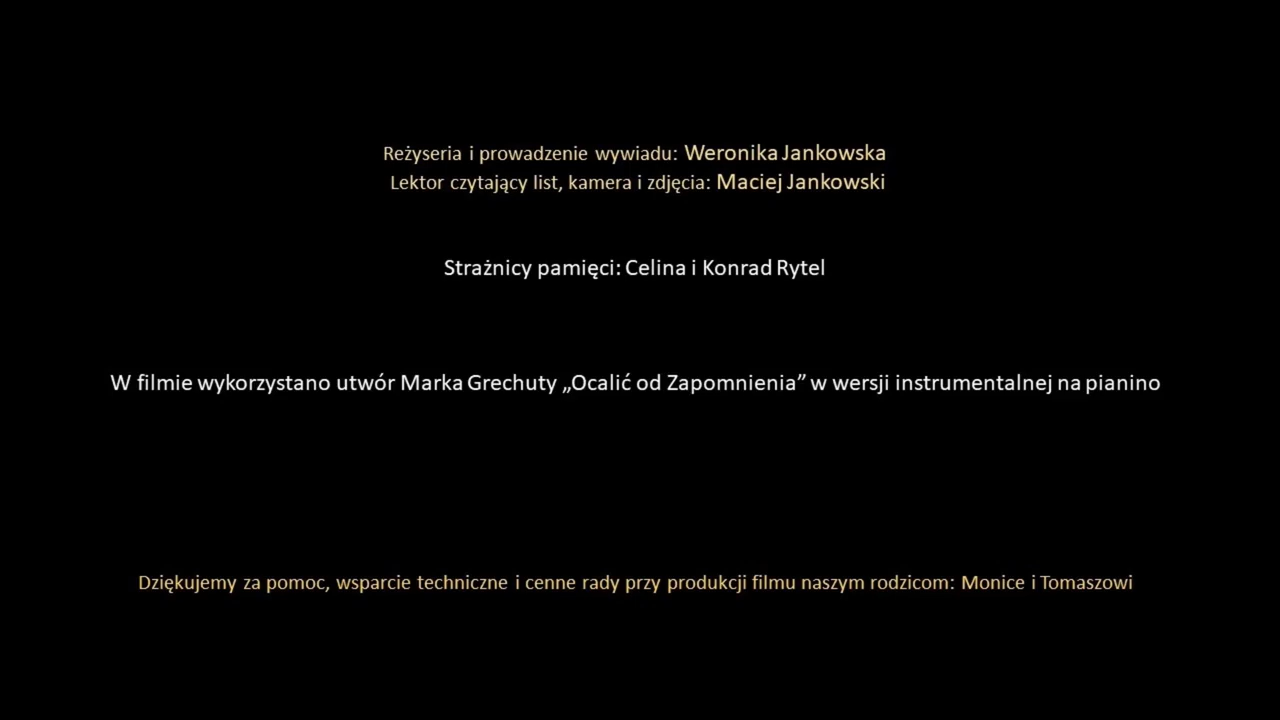 Reżyseria i prowadzenie wywiadu: Weronika Jankowska
Lektor czytający list, kamera i zdjęcia: Maciej Jankowski
Strażnicy pamięci: Celina i Konrad Rytel
W filmie wykorzystano utwór Marka Grechuty „Ocalić od Zapomnienia” w wersji instrumentalnej na pianino
Dziękujemy za pomoc, wsparcie techniczne i cenne rady przy produkcji filmu naszym rodzicom: Monice i Tomaszowi